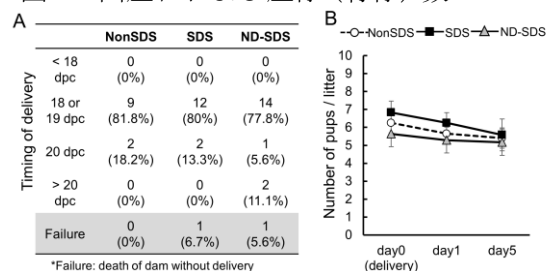 A
NonSDS SDS ND-SDS
Timing of delivery
< 18 dpc 0 (0%) 0 (0%) 0 (0%)
18 or 19 dpc 9 (81.8%) 12 (80%) 14 (77.8%)
20 dpc 2 (18.2%) 2 (13.3%) 1 (5.6%)
> 20 dpc 0 (0%) 0 (0%) 2 (11.1%)
Failure 0 (0%) 1 (6.7%) 1 (5.6%)
*Failure: death of dam without delivery
B
NonSDS SDS ND-SDS
Number of pups / litter
10
9
8
7
6
5
4
3
2
1
0
day0 (delivery) day1 day5